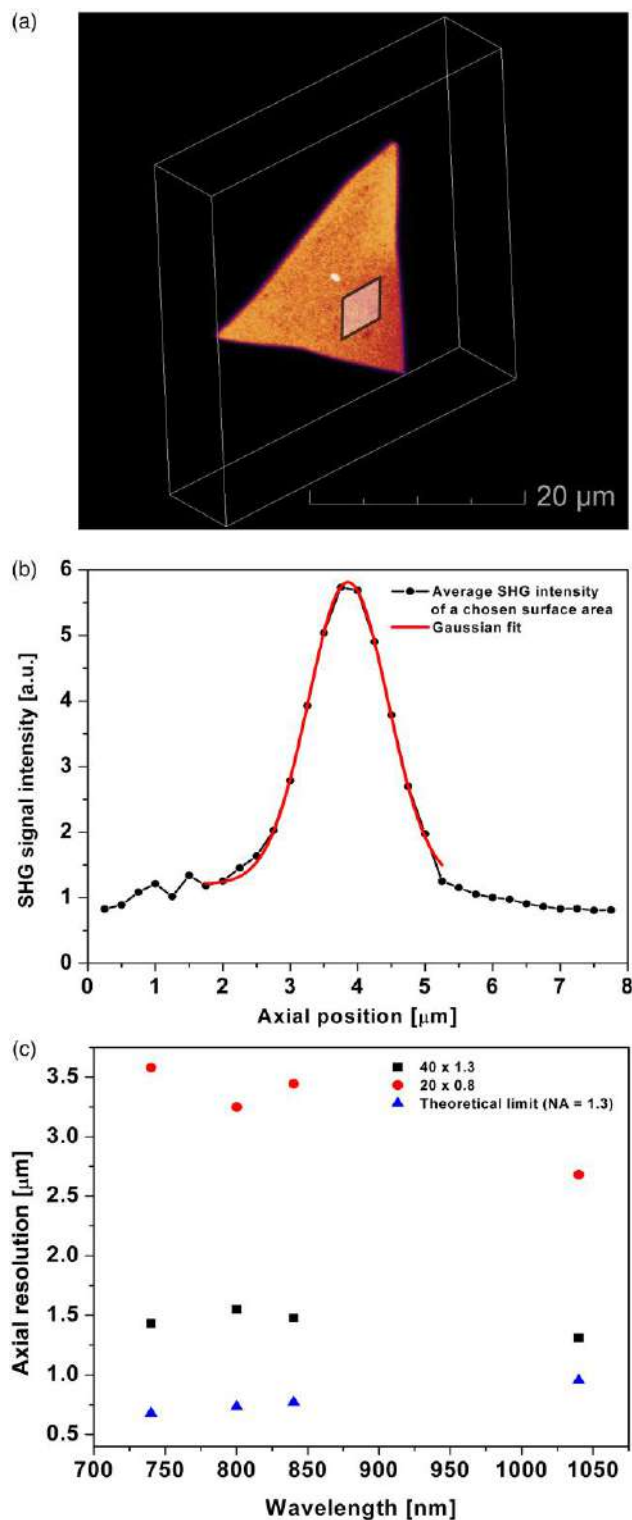 (a)
20 μm
(b)
SHG signal intensity [a.u.]
6
5
4
3
2
1
0
Average SHG intensity
of a chosen surface area
Gaussian fit
0 1 2 3 4 5 6 7 8
Axial position [μm]
(c)
Axial resolution [μm]
3.5
3.0
2.5
2.0
1.5
1.0
0.5
40 x 1.3
20 x 0.8
Theoretical limit (NA = 1.3)
700 750 800 850 900 950 1000 1050
Wavelength [nm]